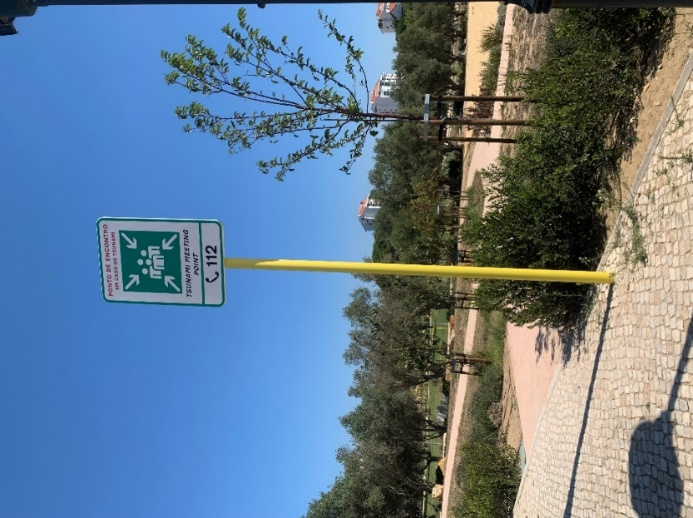 PONTO DE ENCONTRO
EM CASO DE TSUNAMI
TSUNAMI MEETING
POINT
112